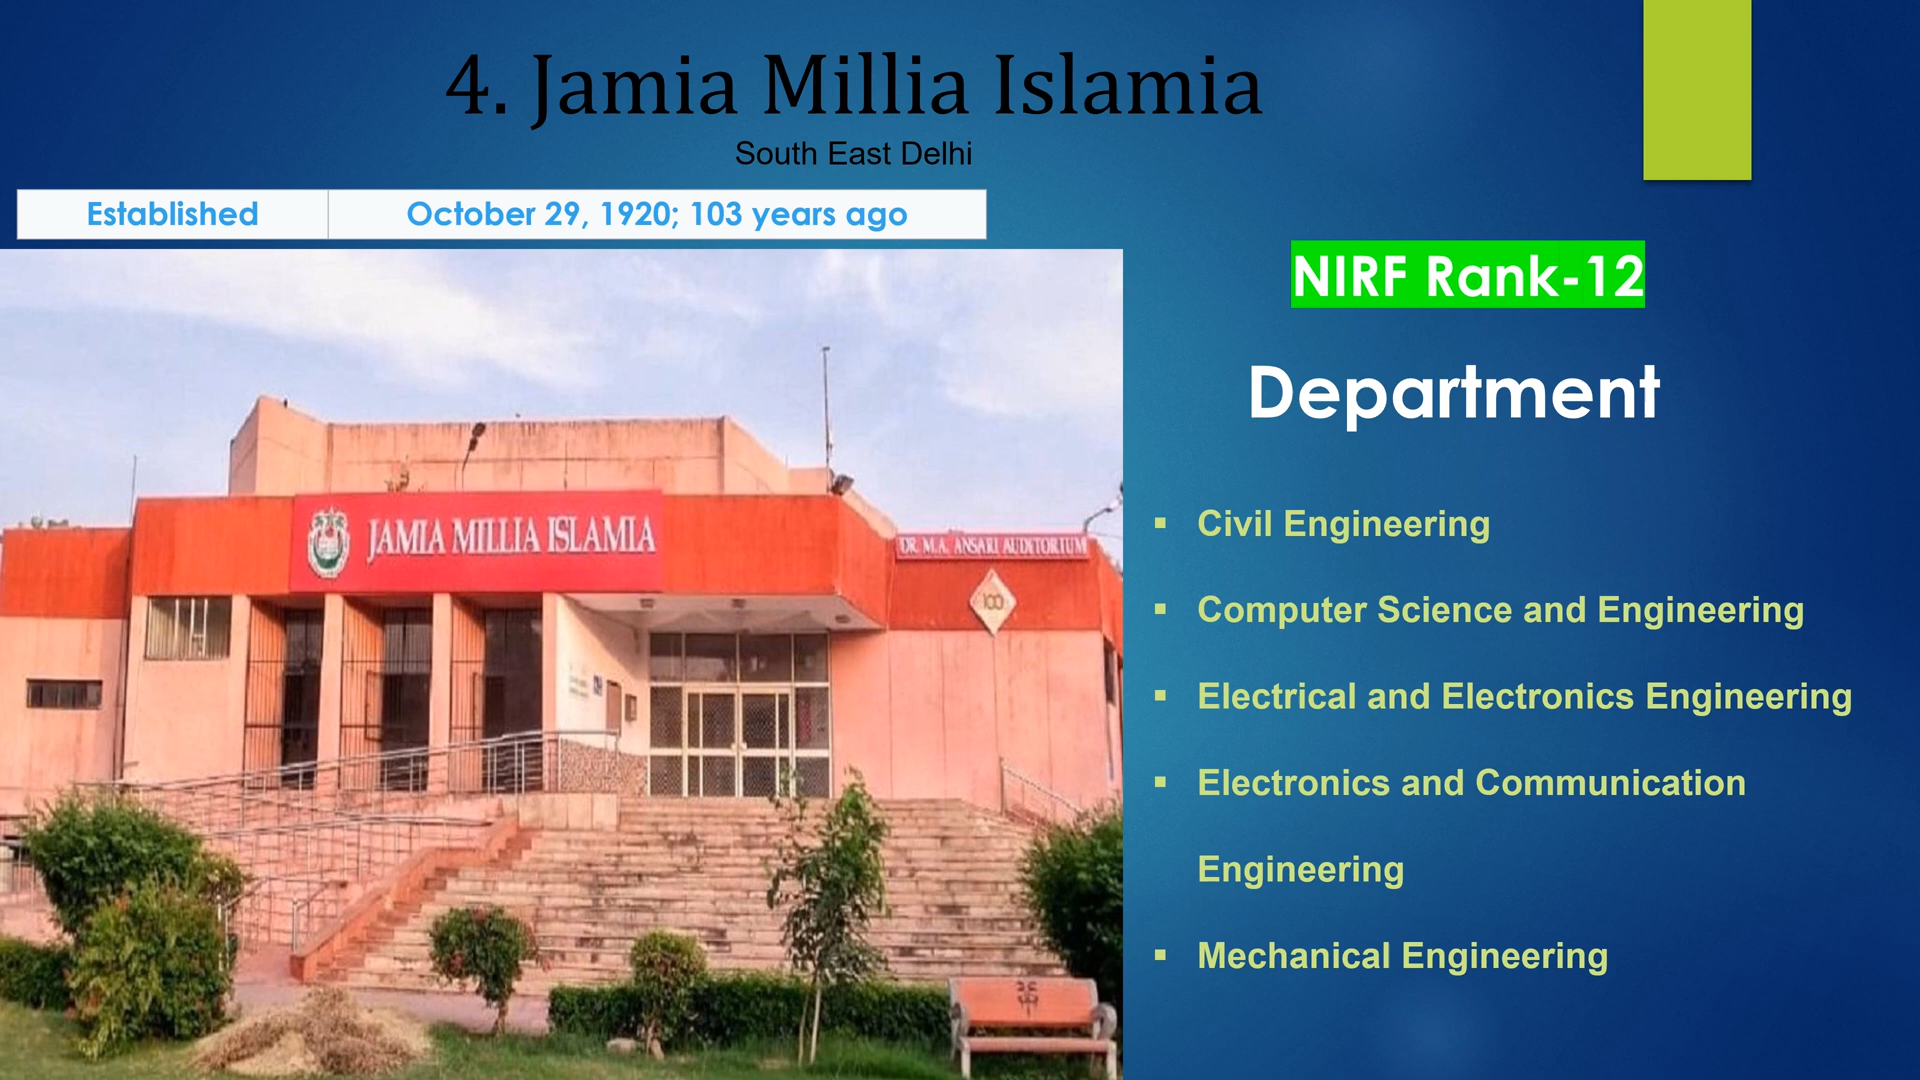 4. Jamia Millia Islamia
South East Delhi
Established October 29, 1920; 103 years ago
NIRF Rank-12
Department
JAMIA MILLIA ISLAMIA
DR. M.A. ANSARI AUDITORIUM
100
▪ Civil Engineering
▪ Computer Science and Engineering
▪ Electrical and Electronics Engineering
▪ Electronics and Communication
Engineering
▪ Mechanical Engineering